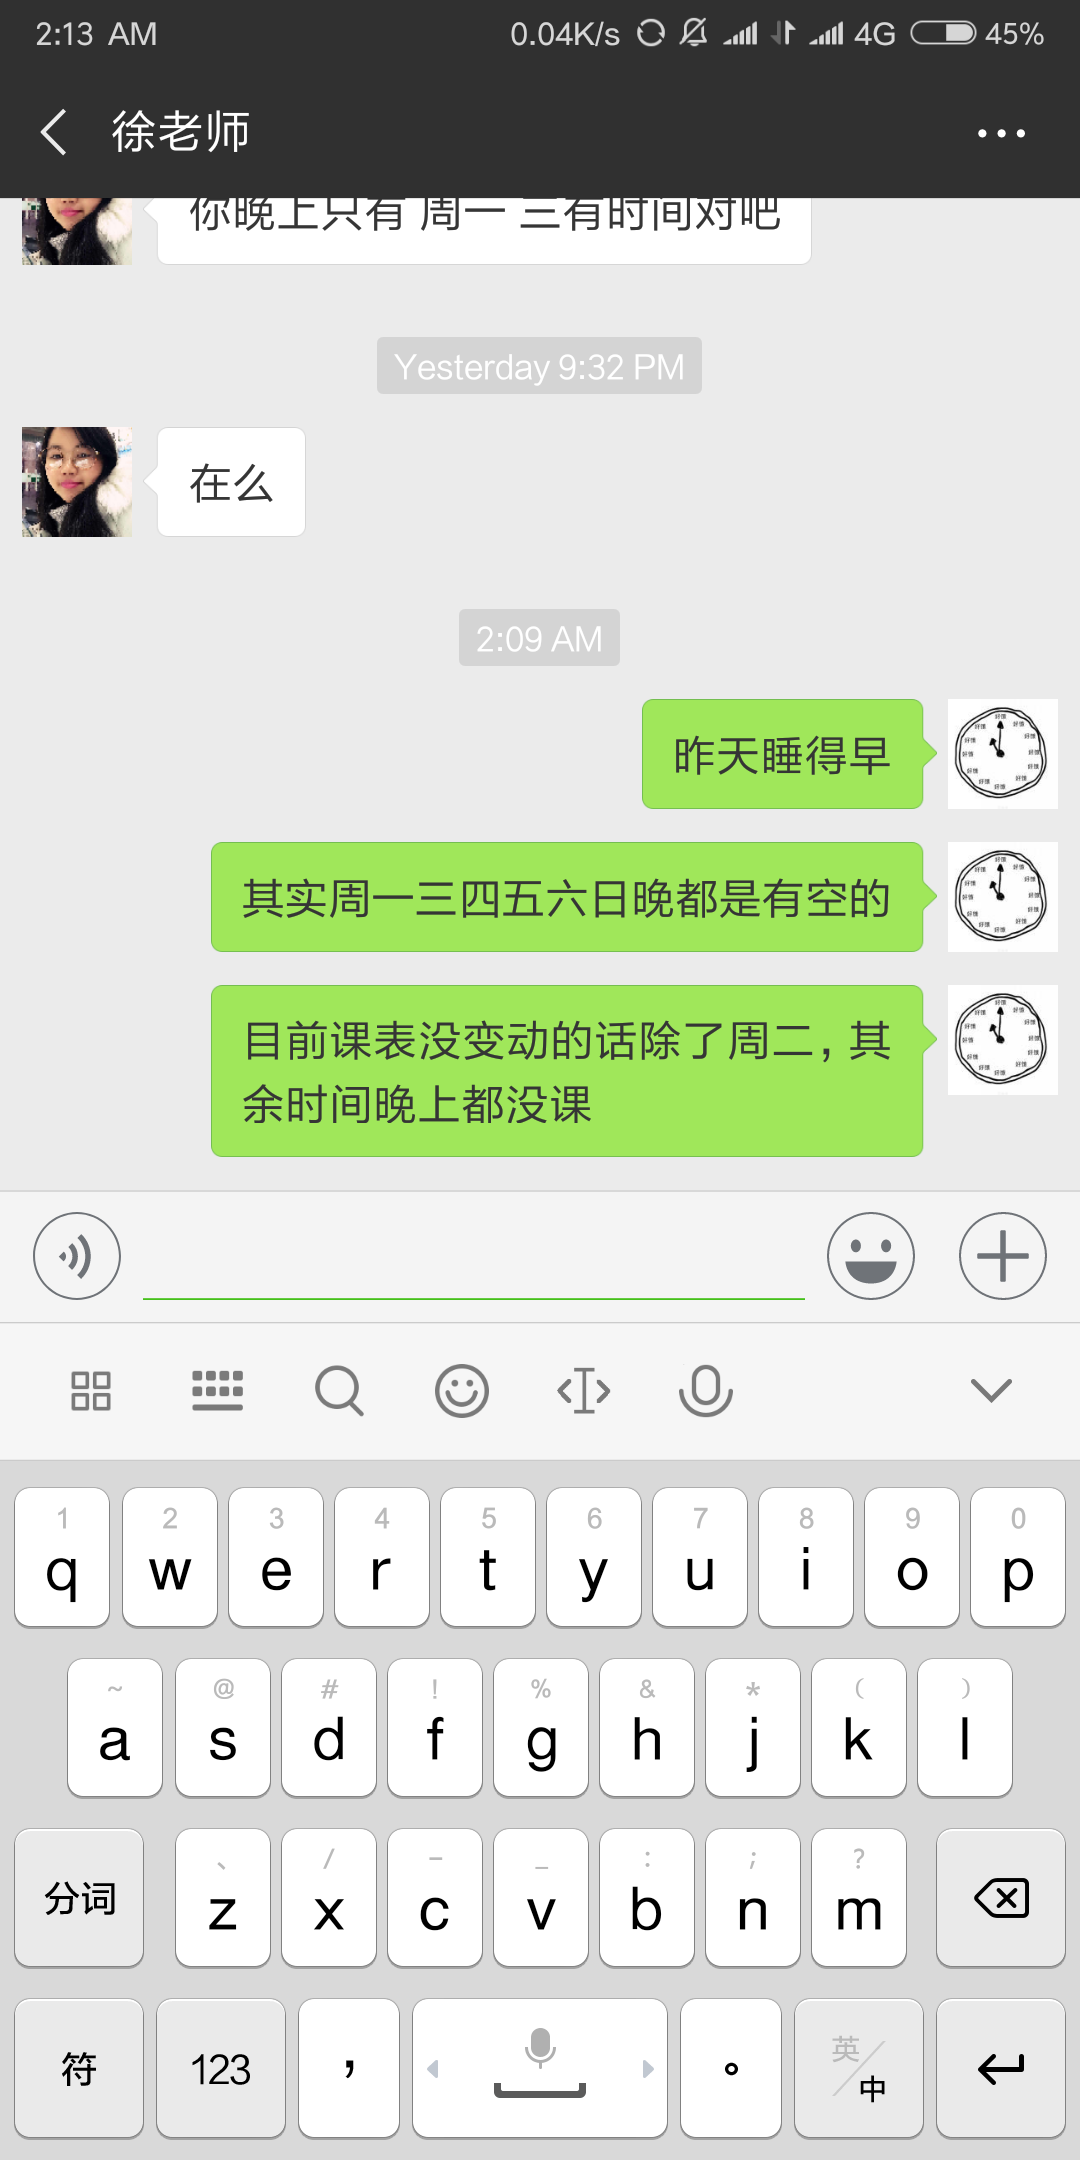 2:13 AM
0.04K/s 4G 45%
徐老师
你晚上只有 周一 三有时间对吧
Yesterday 9:32 PM
在么
2:09 AM
昨天睡得早
其实周一三四五六日晚都是有空的
目前课表没变动的话除了周二，其
余时间晚上都没课
1 2 3 4 5 6 7 8 9 0
q w e r t y u i o p
~ @ # ! % & * ( )
a s d f g h j k l
、 / - _ : ; ?
分词 z x c v b n m
符 123 ， 。 英/中